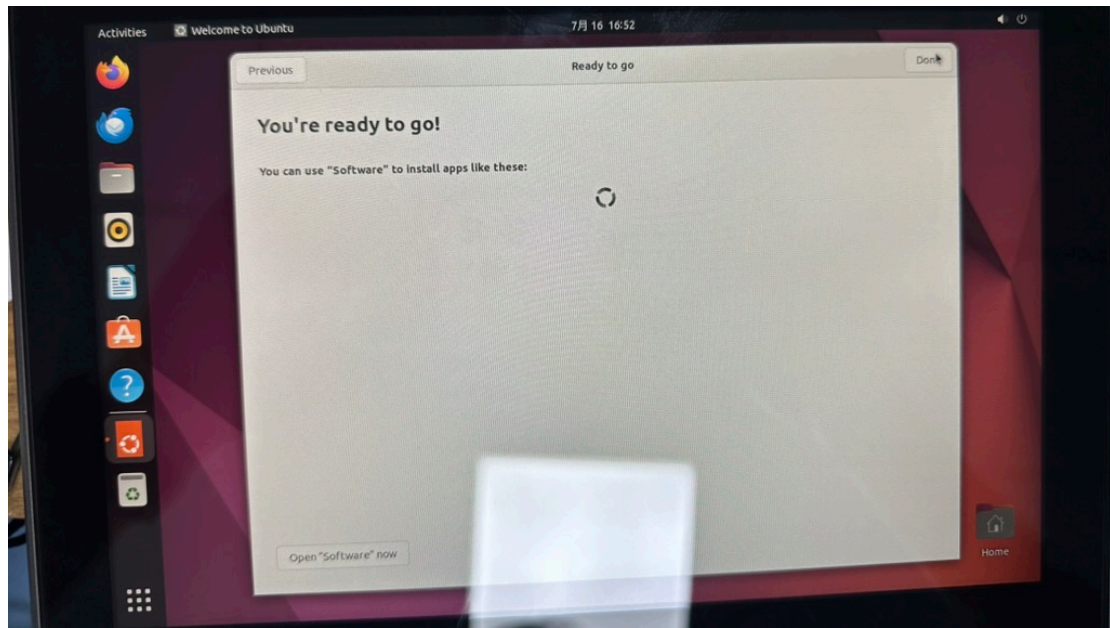 Activities Welcome to Ubuntu 7月 16 16:52
Previous Ready to go Done
You're ready to go!
You can use "Software" to install apps like these:
Open "Software" now
Home